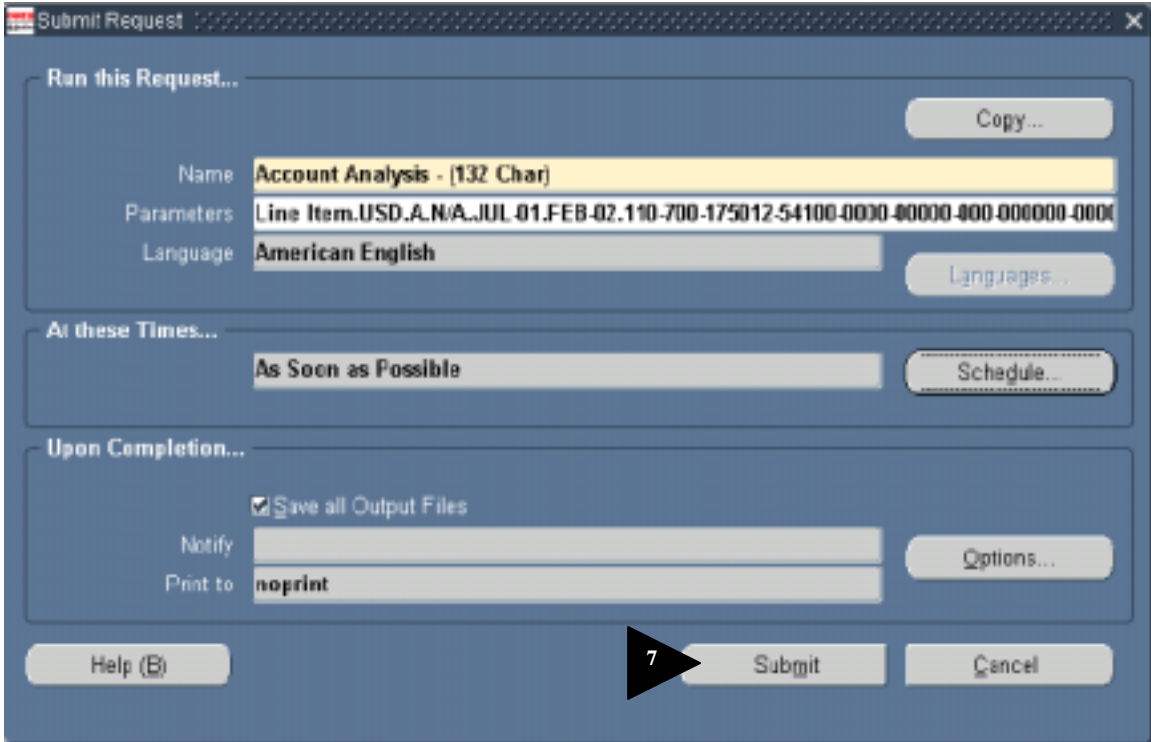 Submit Request
Run this Request...
Copy...
Name Account Analysis - (132 Char)
Parameters Line Item.USD.A.N/A.JUL-01.FEB-02.110-700-175012-54100-0000-00000-000-000000-0000
Language American English
Languages...
At these Times...
As Soon as Possible
Schedule...
Upon Completion...
Save all Output Files
Notify
Options...
Print to noprint
Help (B)
7
Submit
Cancel